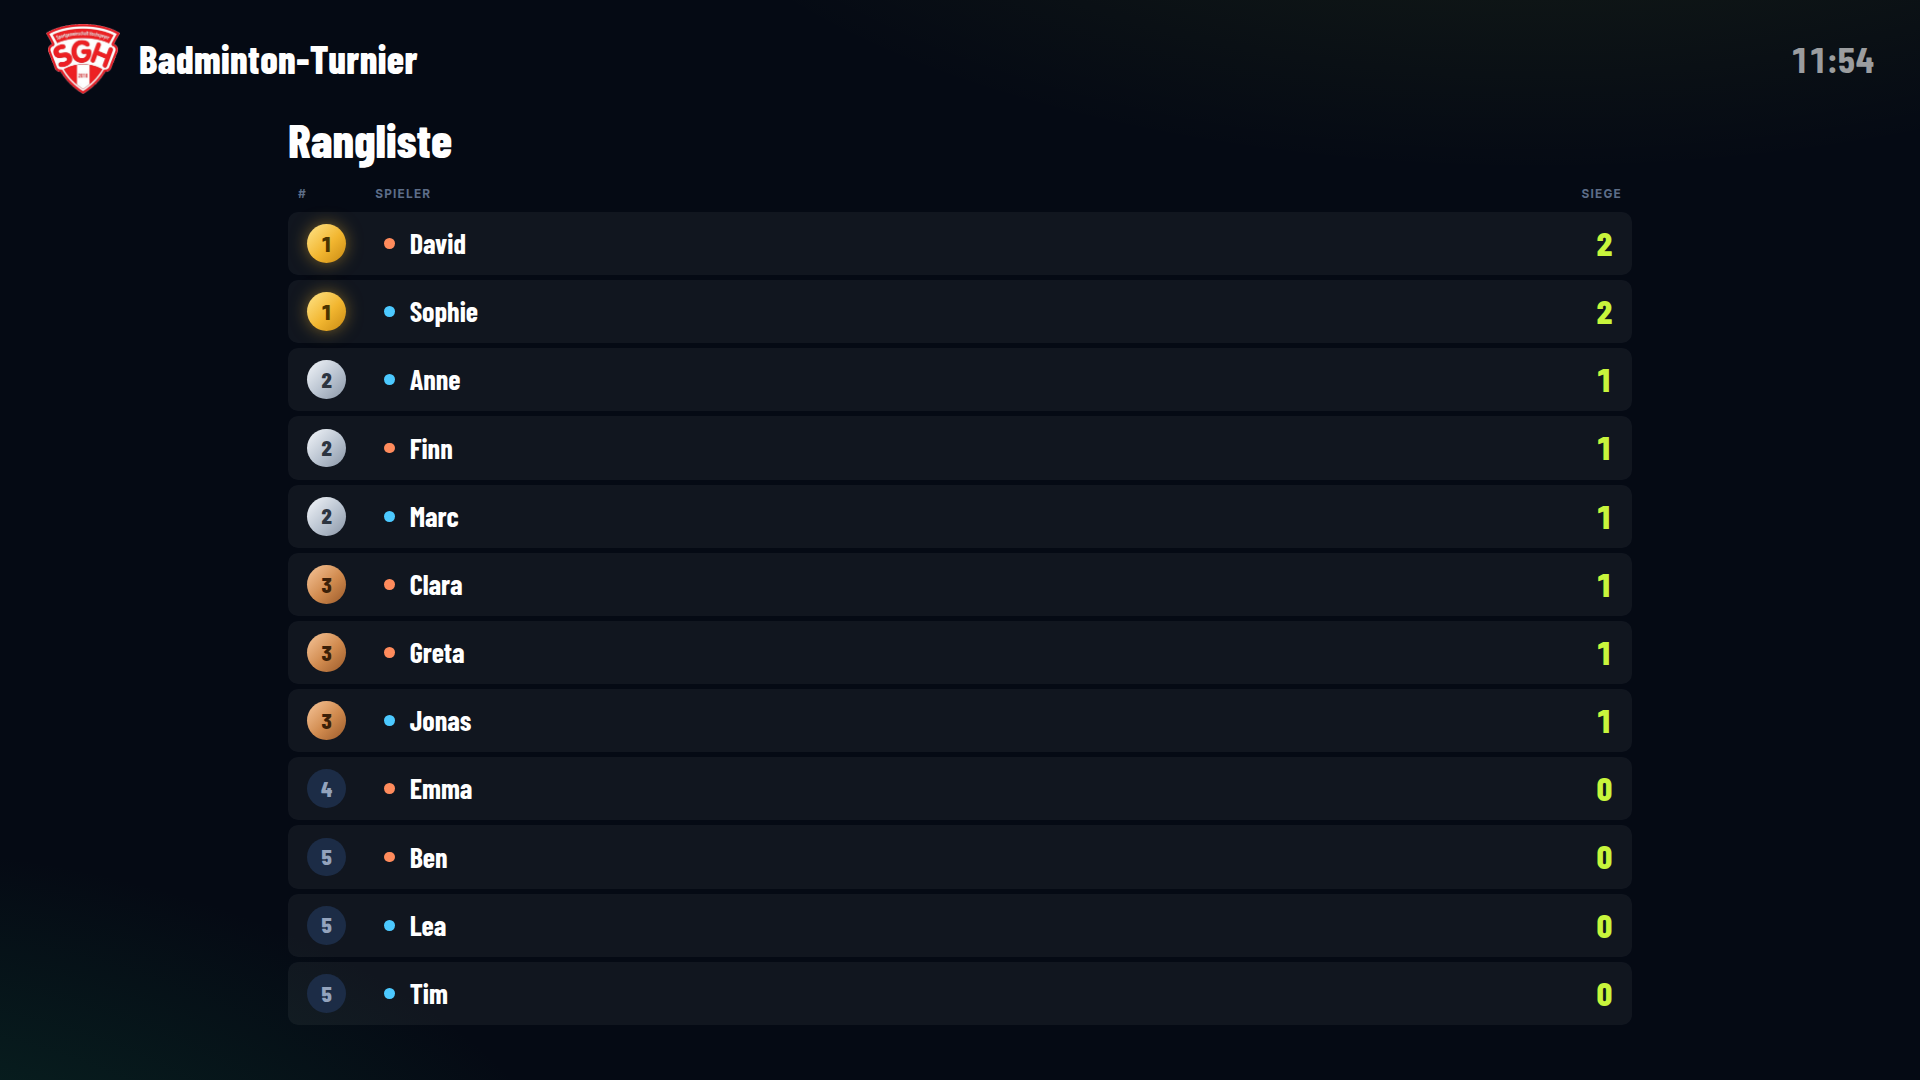 SGH
Badminton-Turnier
11:54
Rangliste
# SPIELER SIEGE
1 David 2
1 Sophie 2
2 Anne 1
2 Finn 1
2 Marc 1
3 Clara 1
3 Greta 1
3 Jonas 1
4 Emma 0
5 Ben 0
5 Lea 0
5 Tim 0